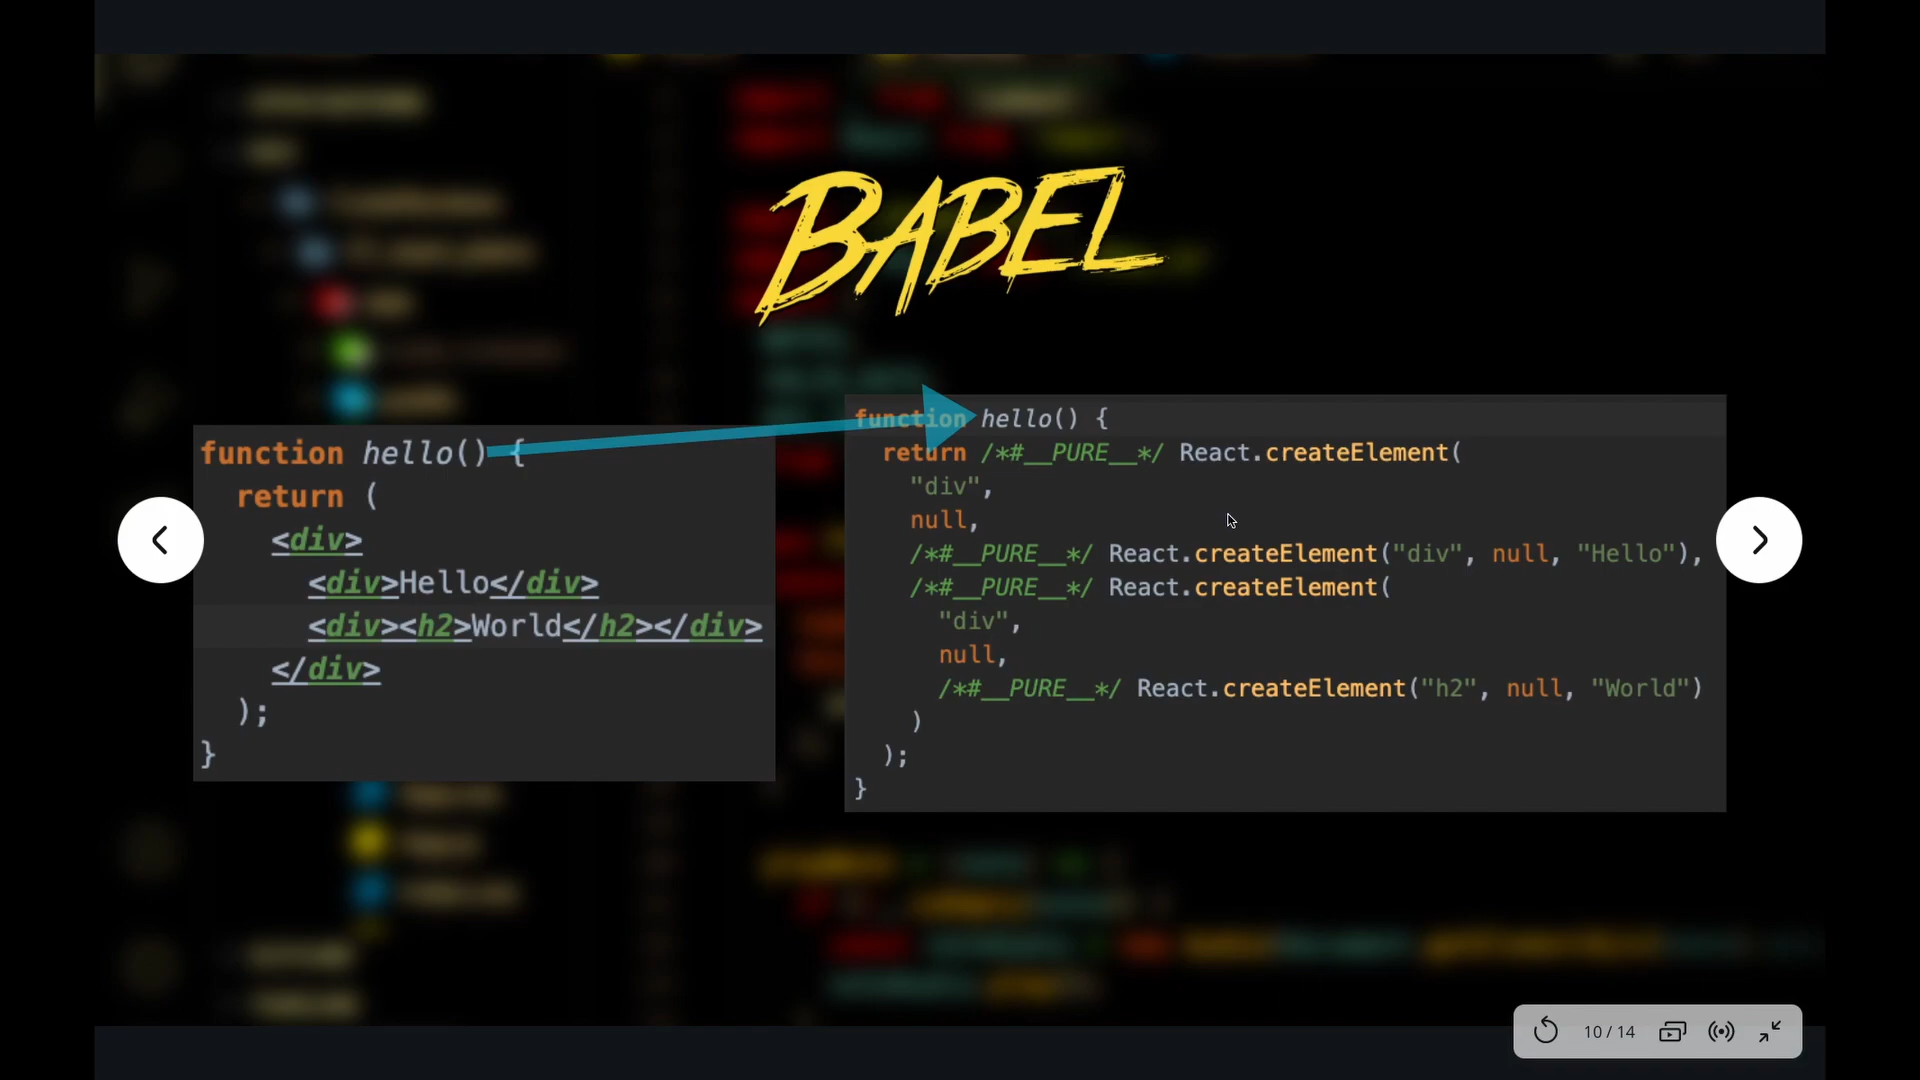 BABEL
function hello() {
return (
<div>
<div>Hello</div>
<div><h2>World</h2></div>
</div>
);
}
function hello() {
return /*#__PURE__*/ React.createElement(
"div",
null,
/*#__PURE__*/ React.createElement("div", null, "Hello"),
/*#__PURE__*/ React.createElement(
"div",
null,
/*#__PURE__*/ React.createElement("h2", null, "World")
)
);
}
10 / 14